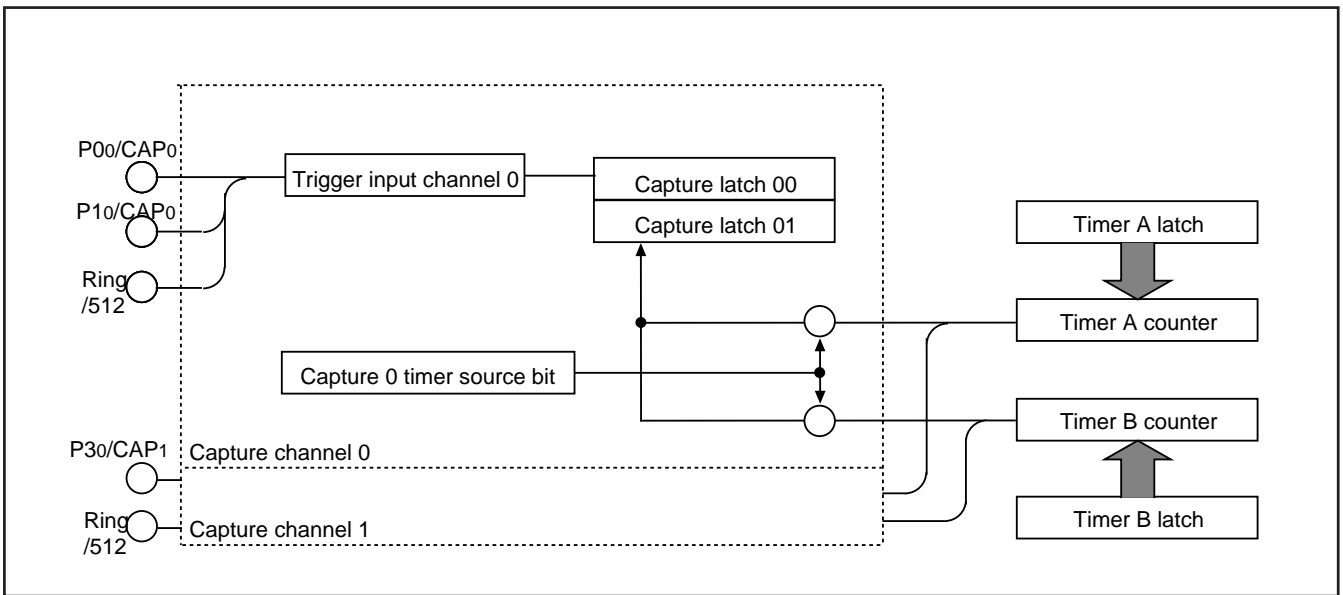 P00/CAP0
Trigger input channel 0
Capture latch 00
P10/CAP0
Capture latch 01
Timer A latch
Ring
/512
Timer A counter
Capture 0 timer source bit
Timer B counter
P30/CAP1
Capture channel 0
Ring
/512
Capture channel 1
Timer B latch